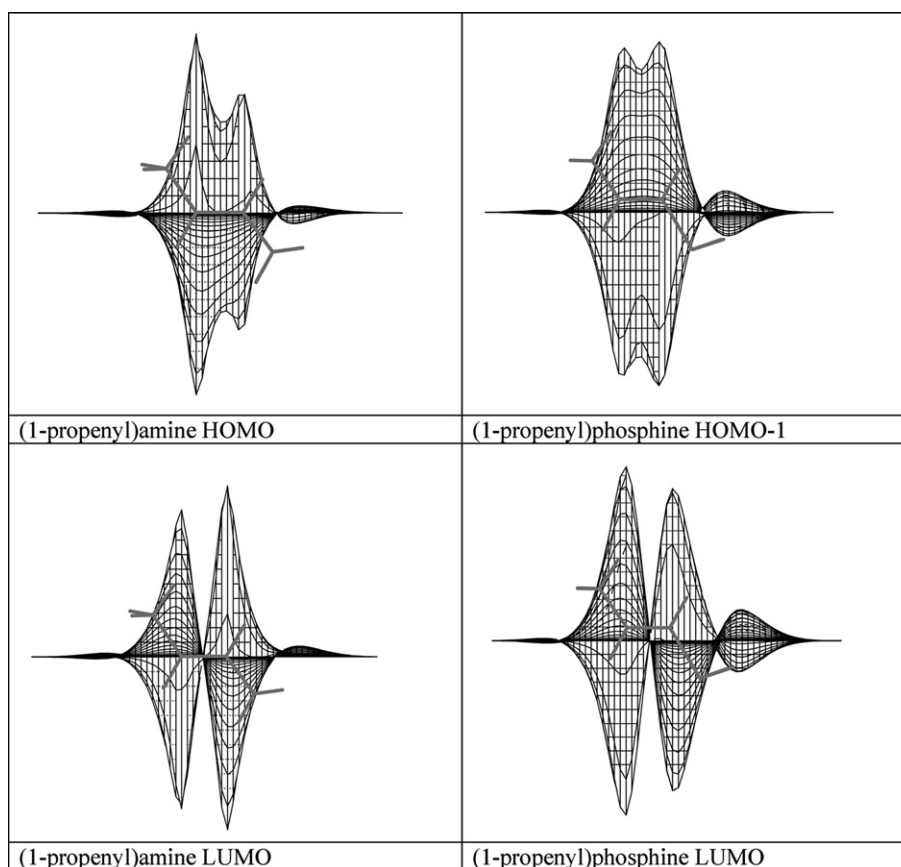 (1-propenyl)amine HOMO
(1-propenyl)phosphine HOMO-1
(1-propenyl)amine LUMO
(1-propenyl)phosphine LUMO